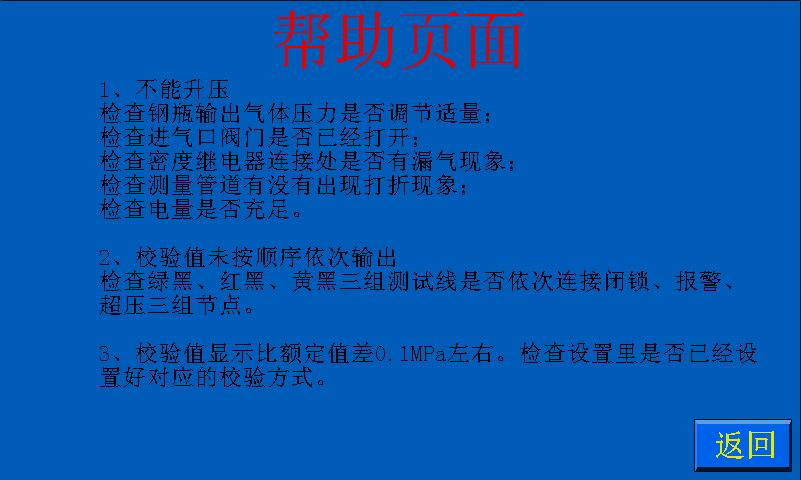 帮助页面
1、不能升压
检查钢瓶输出气体压力是否调节适量；
检查进气口阀门是否已经打开；
检查密度继电器连接处是否有漏气现象；
检查测量管道有没有出现打折现象；
检查电量是否充足。
2、校验值未按顺序依次输出
检查绿黑、红黑、黄黑三组测试线是否依次连接闭锁、报警、
超压三组节点。
3、校验值显示比额定值差0.1MPa左右。检查设置里是否已经设
置好对应的校验方式。
返回